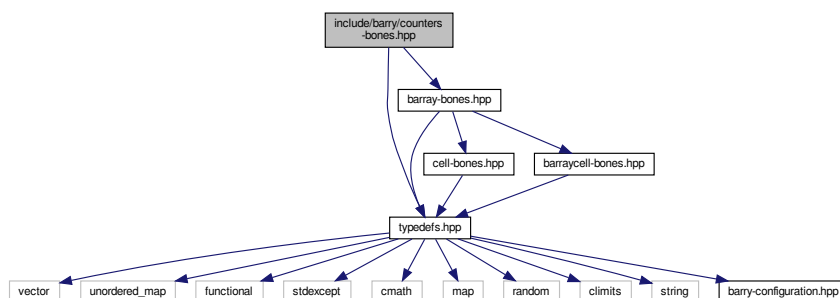 include/barry/counters
-bones.hpp
barray-bones.hpp
cell-bones.hpp
barraycell-bones.hpp
typedefs.hpp
vector
unordered_map
functional
stdexcept
cmath
map
random
climits
string
barry-configuration.hpp